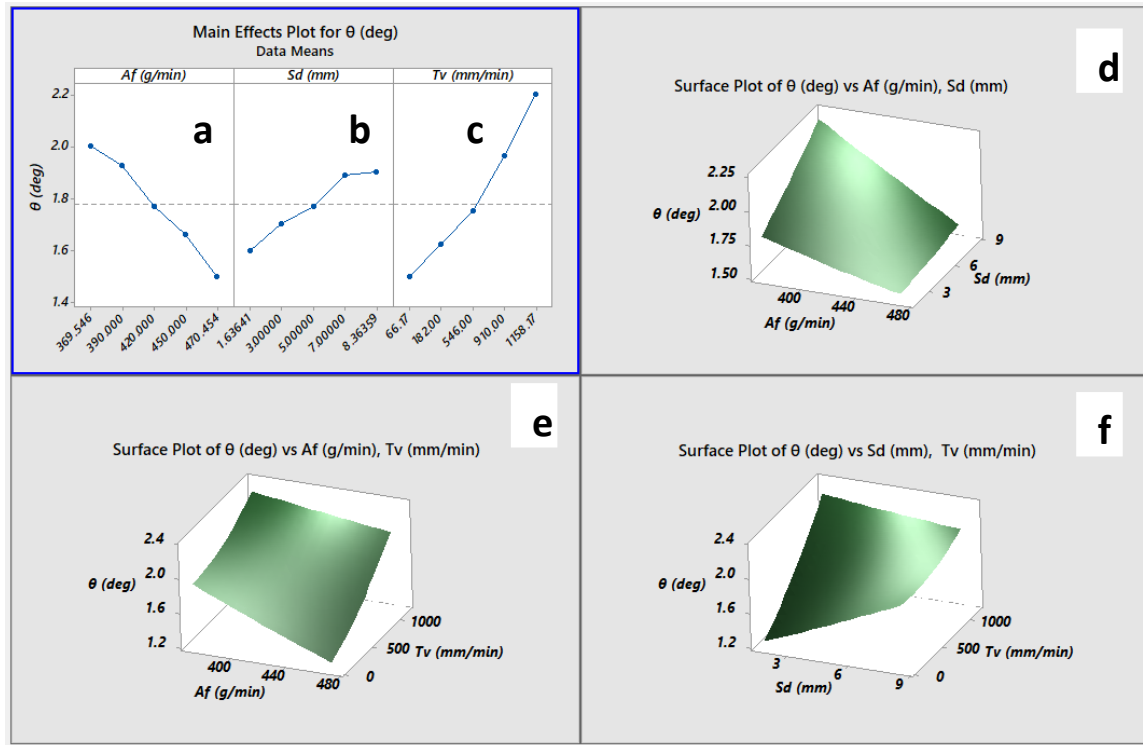 Main Effects Plot for θ (deg)
Data Means
Af (g/min) Sd (mm) Tv (mm/min)
a b c
θ (deg)
2.2
2.0
1.8
1.6
1.4
369.546 390.000 420.000 450.000 470.454 1.63641 3.00000 5.00000 7.00000 8.36359 66.17 182.00 546.00 910.00 1158.17
d
Surface Plot of θ (deg) vs Af (g/min), Sd (mm)
θ (deg)
2.25
2.00
1.75
1.50
400 440 480
Af (g/min)
3 6 9
Sd (mm)
e
Surface Plot of θ (deg) vs Af (g/min), Tv (mm/min)
θ (deg)
2.4
2.0
1.6
1.2
400 440 480
Af (g/min)
0 500 1000
Tv (mm/min)
f
Surface Plot of θ (deg) vs Sd (mm), Tv (mm/min)
θ (deg)
2.4
2.0
1.6
1.2
3 6 9
Sd (mm)
0 500 1000
Tv (mm/min)